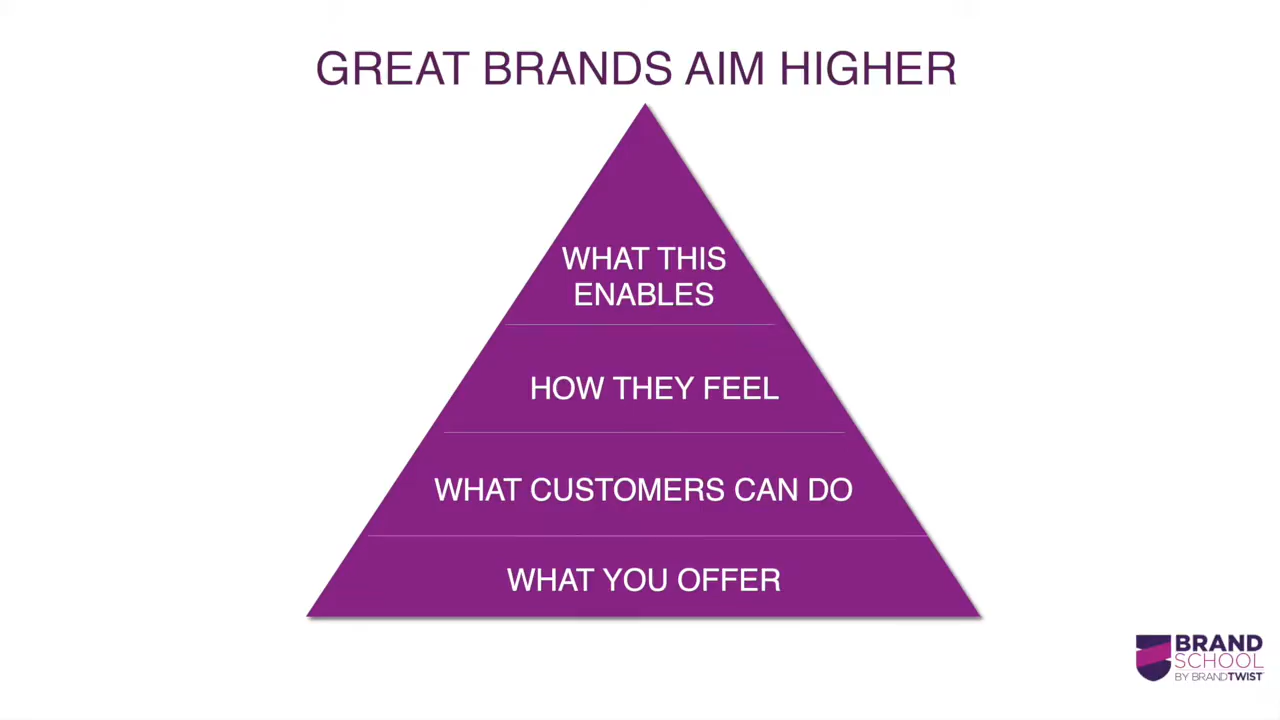 GREAT BRANDS AIM HIGHER
WHAT THIS
ENABLES
HOW THEY FEEL
WHAT CUSTOMERS CAN DO
WHAT YOU OFFER
BRAND
SCHOOL
BY BRANDTWIST